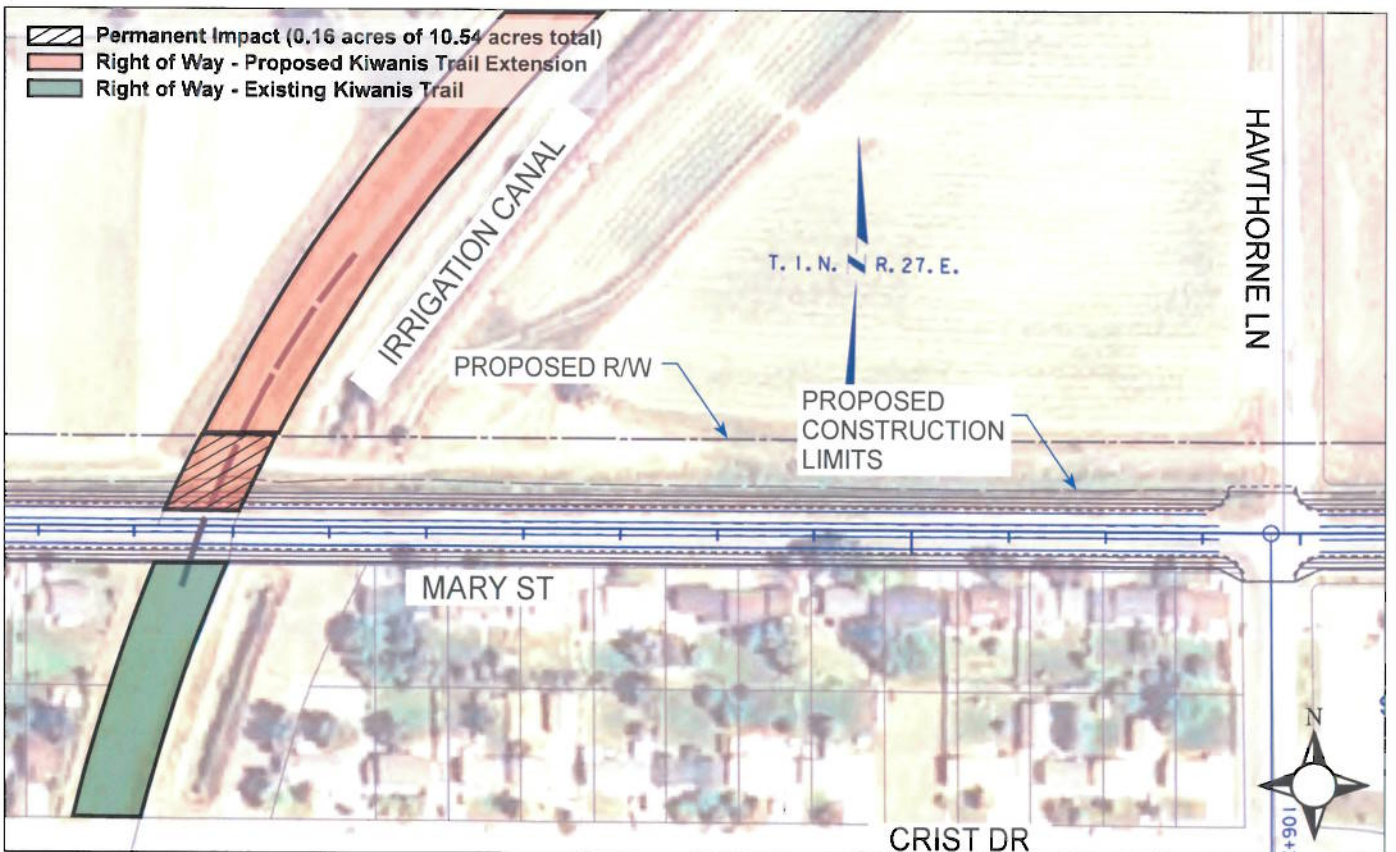 Permanent Impact (0.16 acres of 10.54 acres total)
Right of Way - Proposed Kiwanis Trail Extension
Right of Way - Existing Kiwanis Trail
IRRIGATION CANAL
HAWTHORNE LN
T. 1. N. R. 27. E.
PROPOSED R/W
PROPOSED
CONSTRUCTION
LIMITS
MARY ST
N
CRIST DR